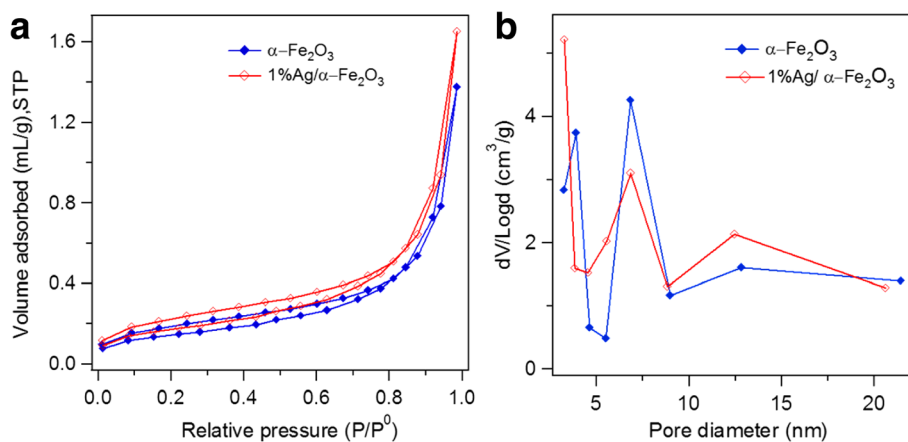 a
α−Fe₂O₃
1%Ag/α−Fe₂O₃
Volume adsorbed (mL/g),STP
1.6
1.2
0.8
0.4
0.0
0.0 0.2 0.4 0.6 0.8 1.0
Relative pressure (P/P⁰)
b
α−Fe₂O₃
1%Ag/ α−Fe₂O₃
dV/Logd (cm³/g)
4
2
0
5 10 15 20
Pore diameter (nm)